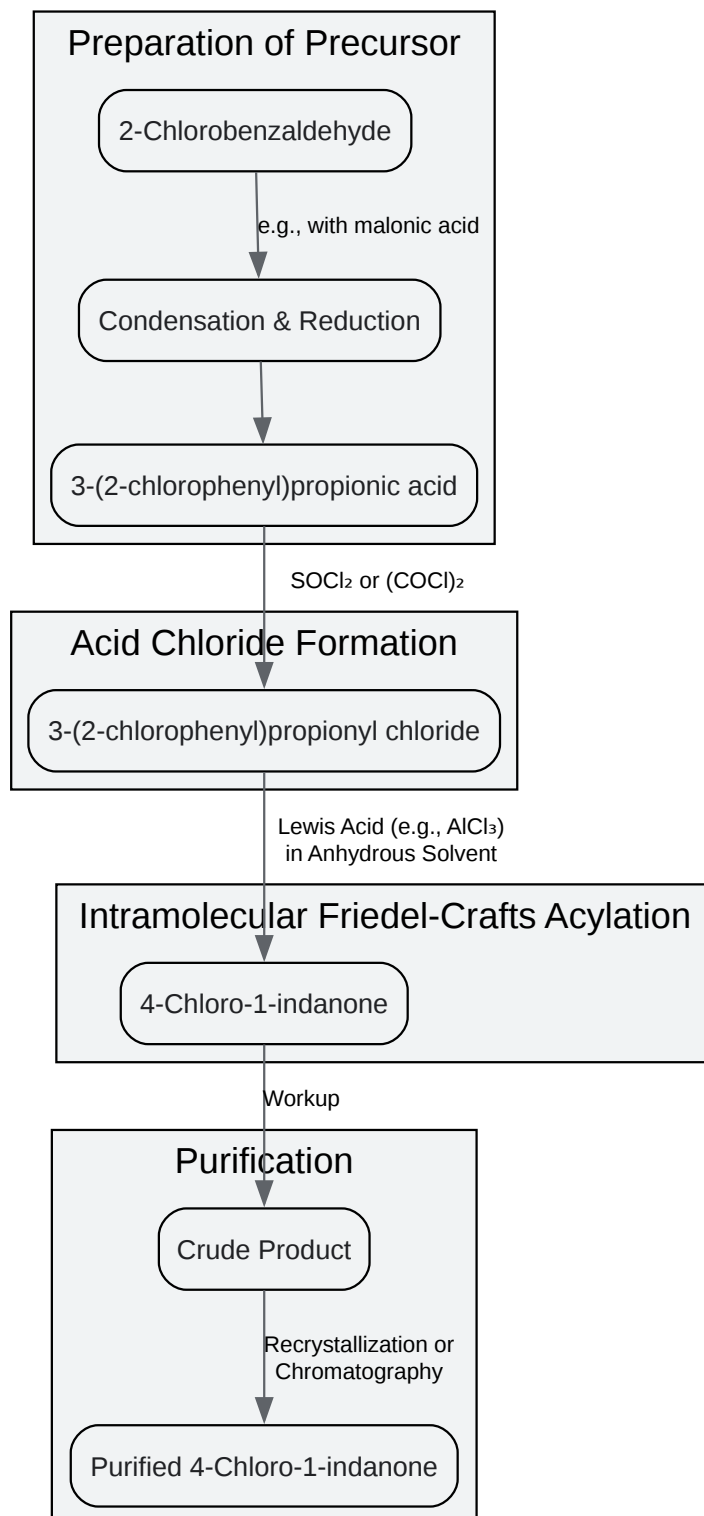 Preparation of Precursor
2-Chlorobenzaldehyde
e.g., with malonic acid
Condensation & Reduction
3-(2-chlorophenyl)propionic acid
SOCl₂ or (COCl)₂
Acid Chloride Formation
3-(2-chlorophenyl)propionyl chloride
Lewis Acid (e.g., AlCl₃)
in Anhydrous Solvent
Intramolecular Friedel-Crafts Acylation
4-Chloro-1-indanone
Workup
Purification
Crude Product
Recrystallization or
Chromatography
Purified 4-Chloro-1-indanone